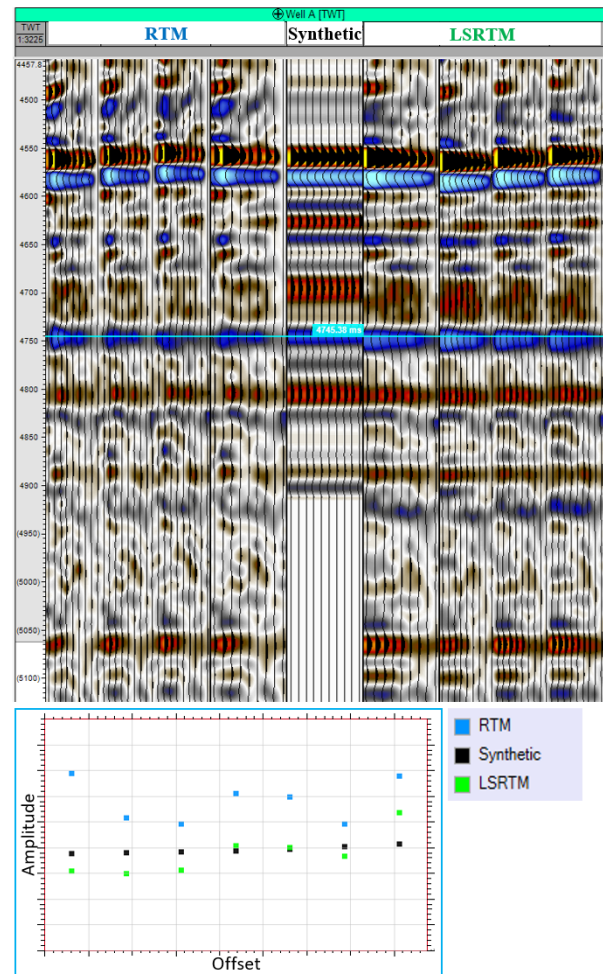 Well A [TWT]
TWT
1:3225
RTM
Synthetic
LSRTM
4457.8
4500
4550
4600
4650
4700
4745.38 ms
4750
4800
4850
4900
(4950)
(5000)
(5050)
(5100)
Amplitude
Offset
RTM
Synthetic
LSRTM